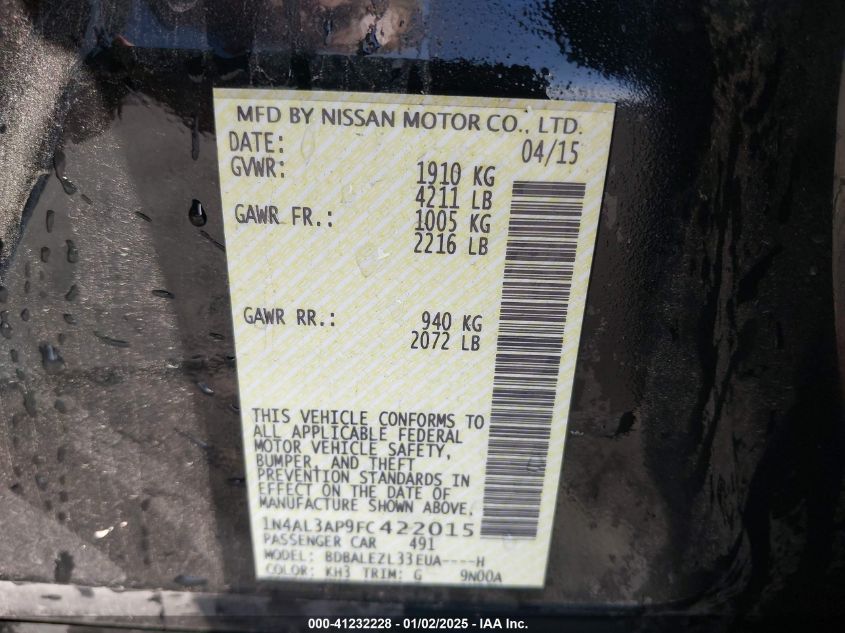 MFD BY NISSAN MOTOR CO., LTD.
DATE: 04/15
GVWR: 1910 KG
4211 LB
GAWR FR.: 1005 KG
2216 LB
GAWR RR.: 940 KG
2072 LB
THIS VEHICLE CONFORMS TO
ALL APPLICABLE FEDERAL
MOTOR VEHICLE SAFETY,
BUMPER, AND THEFT
PREVENTION STANDARDS IN
EFFECT ON THE DATE OF
MANUFACTURE SHOWN ABOVE.
1N4AL3AP9FC422015
PASSENGER CAR 491
MODEL: BDBALEZL33EUA----H
COLOR: KH3 TRIM: G 9N00A
000-41232228 - 01/02/2025 - IAA Inc.